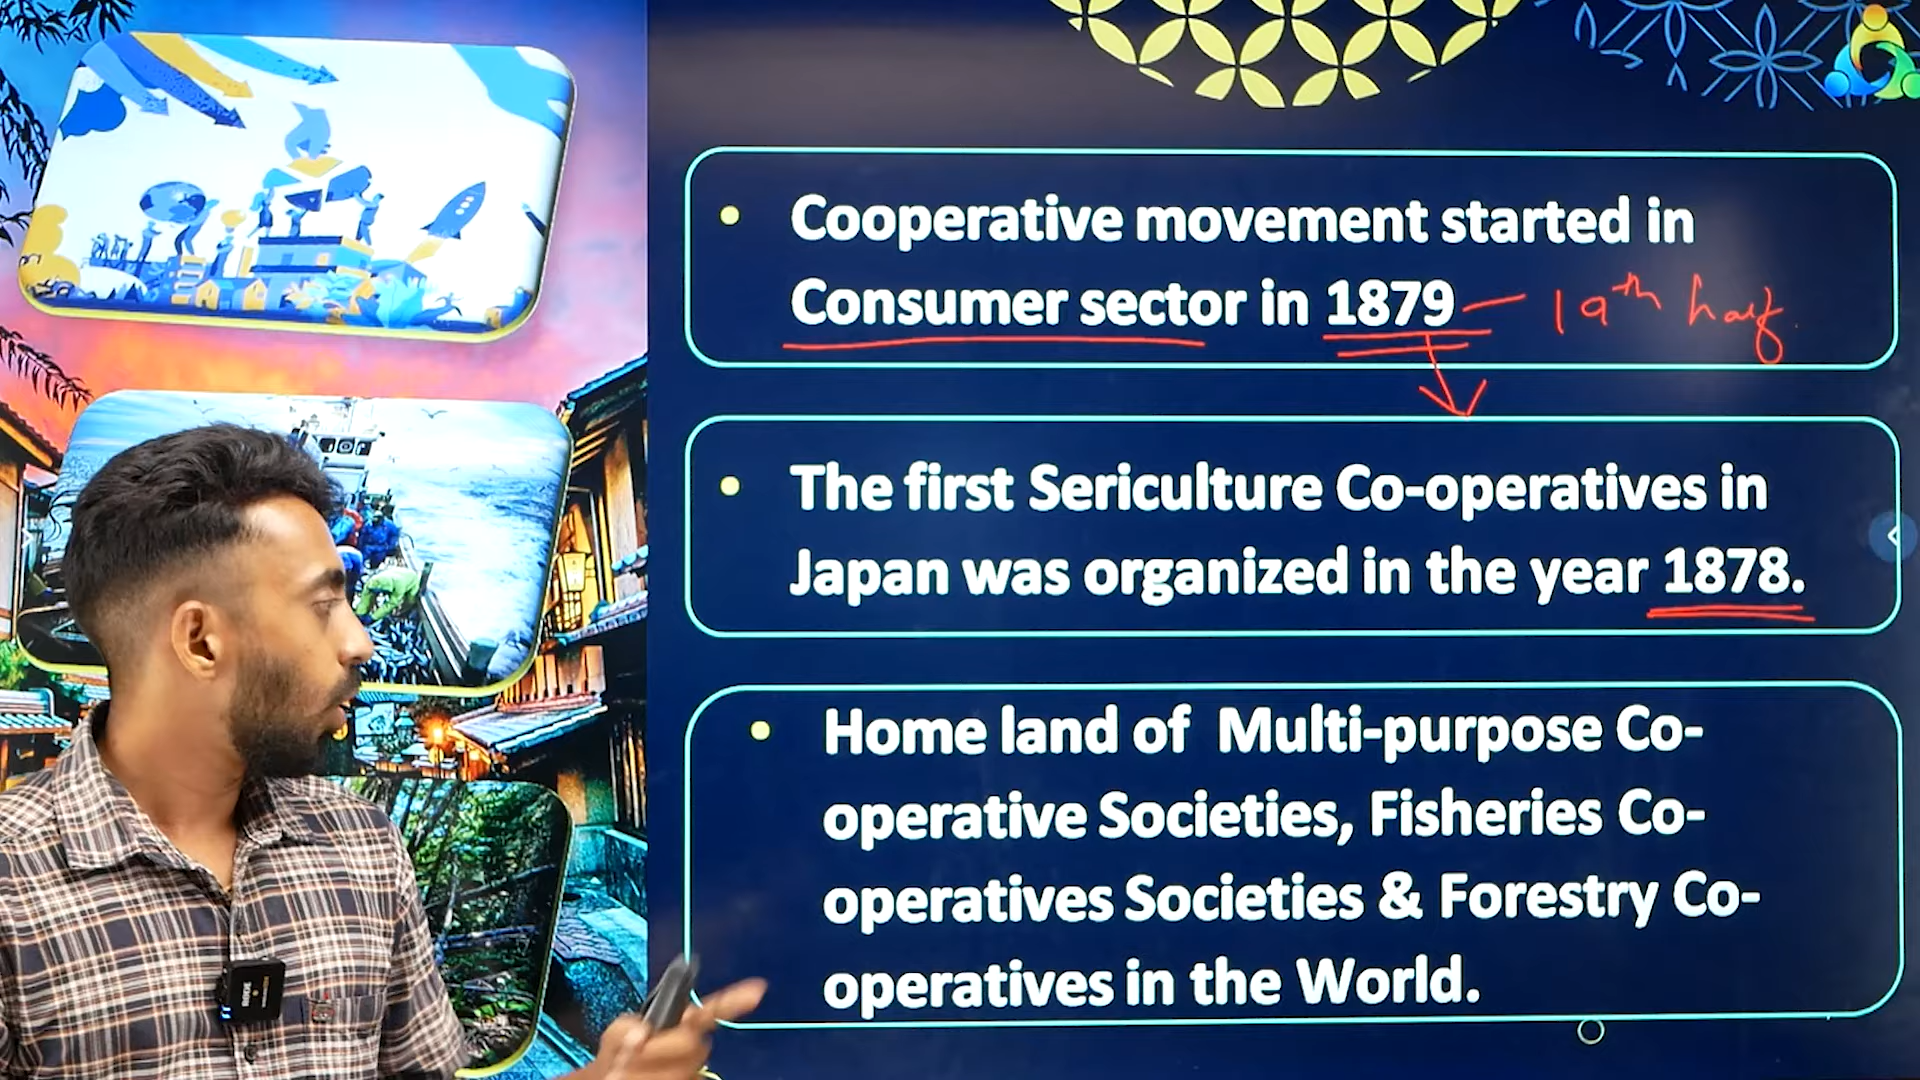 Cooperative movement started in
Consumer sector in 1879 – 19th half.
The first Sericulture Co-operatives in
Japan was organized in the year 1878.
Home land of Multi-purpose Co-
operative Societies, Fisheries Co-
operatives Societies & Forestry Co-
operatives in the World.